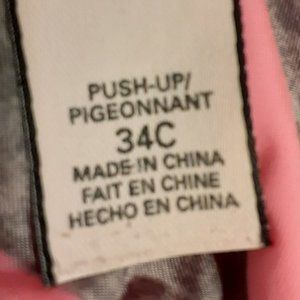 PUSH-UP/
PIGEONNANT
34C
MADE IN CHINA
FAIT EN CHINE
HECHO EN CHINA